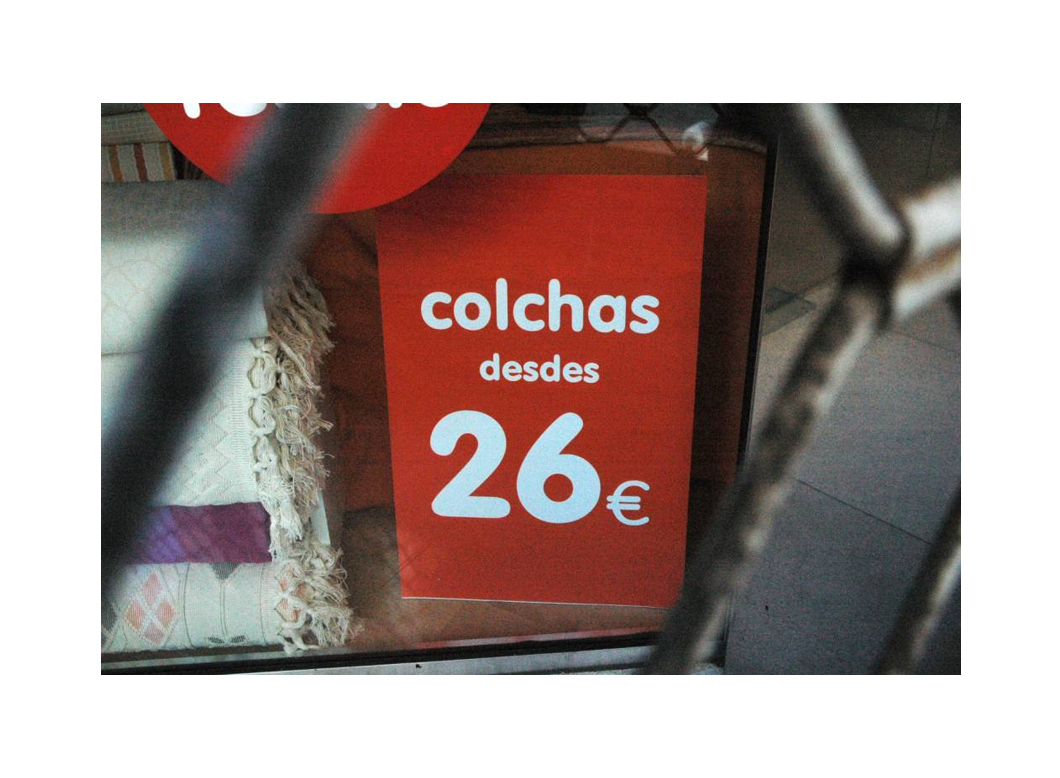 colchas
desdes
26€